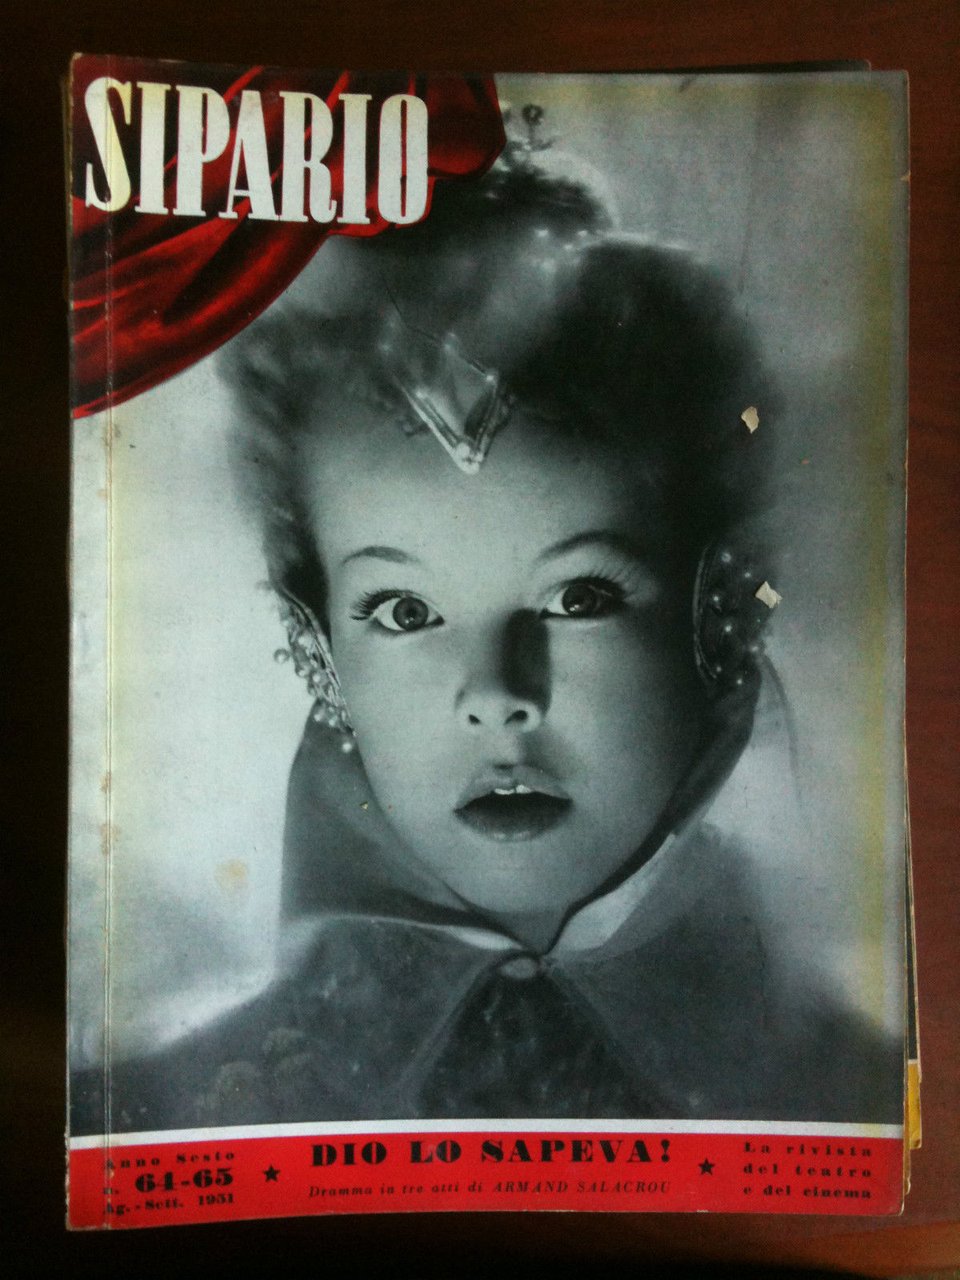 SIPARIO
Anno Sesto
n. 64-65
Ag. - Sett. 1951
★
DIO LO SAPEVA!
Dramma in tre atti di ARMAND SALACROU
★
La rivista
del teatro
e del cinema